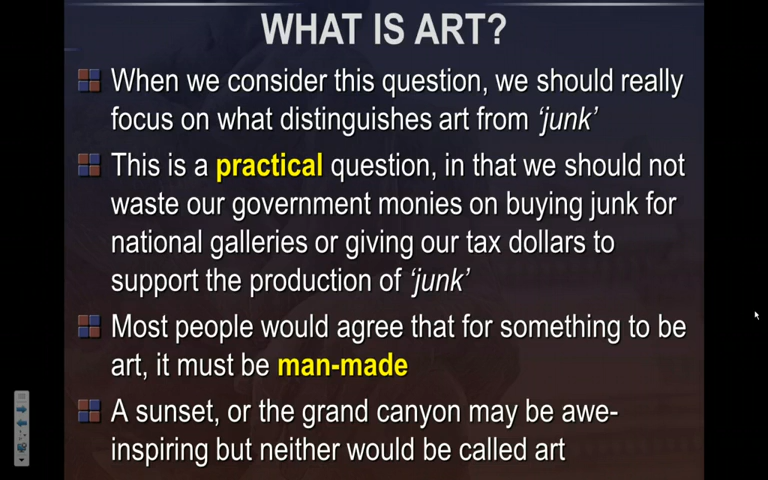 WHAT IS ART?
When we consider this question, we should really
focus on what distinguishes art from ‘junk’
This is a practical question, in that we should not
waste our government monies on buying junk for
national galleries or giving our tax dollars to
support the production of ‘junk’
Most people would agree that for something to be
art, it must be man-made
A sunset, or the grand canyon may be awe-
inspiring but neither would be called art